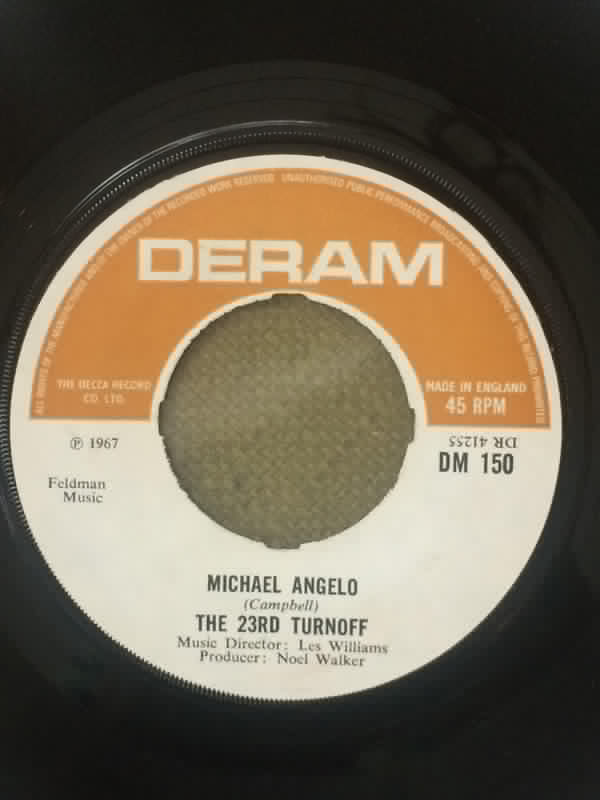 ALL RIGHTS OF THE MANUFACTURER AND OF THE OWNER OF THE RECORDED WORK RESERVED UNAUTHORISED PUBLIC PERFORMANCE BROADCASTING AND COPYING OF THIS RECORD PROHIBITED
DERAM
THE DECCA RECORD
CO. LTD.
MADE IN ENGLAND
45 RPM
℗ 1967
DR 41255
DM 150
Feldman
Music
MICHAEL ANGELO
(Campbell)
THE 23RD TURNOFF
Music Director: Les Williams
Producer: Noel Walker